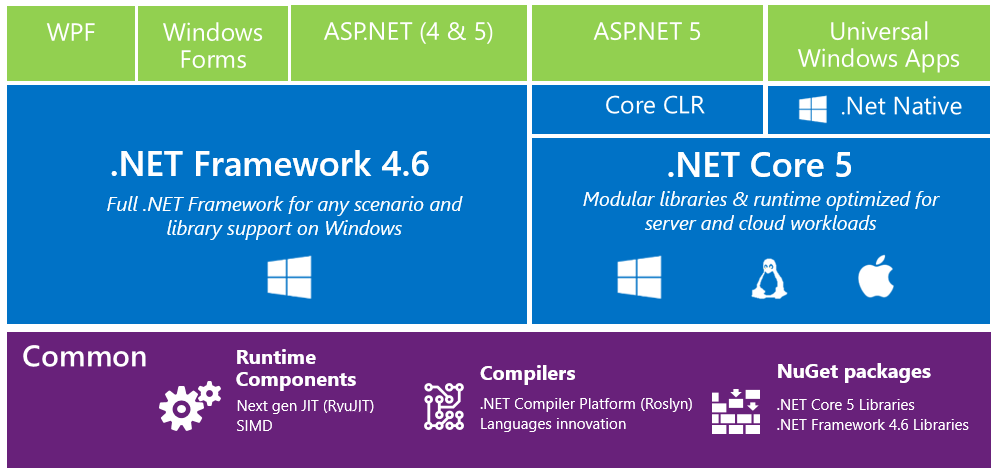 WPF
Windows
Forms
ASP.NET (4 & 5)
ASP.NET 5
Universal
Windows Apps
Core CLR
.Net Native
.NET Framework 4.6
Full .NET Framework for any scenario and
library support on Windows
.NET Core 5
Modular libraries & runtime optimized for
server and cloud workloads
Common
Runtime
Components
Next gen JIT (RyuJIT)
SIMD
Compilers
.NET Compiler Platform (Roslyn)
Languages innovation
NuGet packages
.NET Core 5 Libraries
.NET Framework 4.6 Libraries